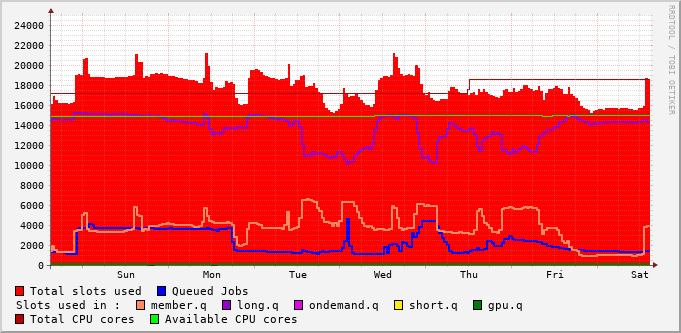 24000
22000
20000
18000
16000
14000
12000
10000
8000
6000
4000
2000
0
Sun Mon Tue Wed Thu Fri Sat
RRDTOOL / TOBI OETIKER
Total slots used Queued Jobs
Slots used in : member.q long.q ondemand.q short.q gpu.q
Total CPU cores Available CPU cores